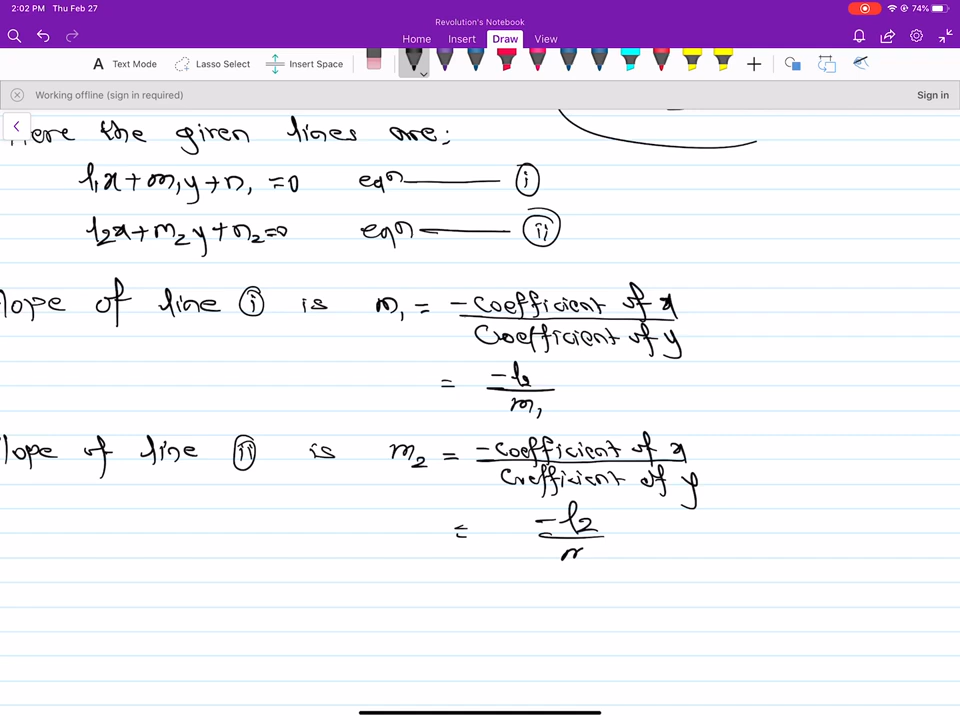 2:02 PM Thu Feb 27
74%
Revolution's Notebook
Home Insert Draw View
A Text Mode Lasso Select Insert Space
Working offline (sign in required) Sign in
ere the given lines are;
l₁x + m₁y + n₁ = 0 eqn (i)
l₂x + m₂y + n₂ = 0 eqn (ii)
lope of line (i) is m₁ = -coefficient of x
Coefficient of y
= -l₁
m₁
lope of line (ii) is m₂ = -coefficient of x
Coefficient of y
= -l₂
m